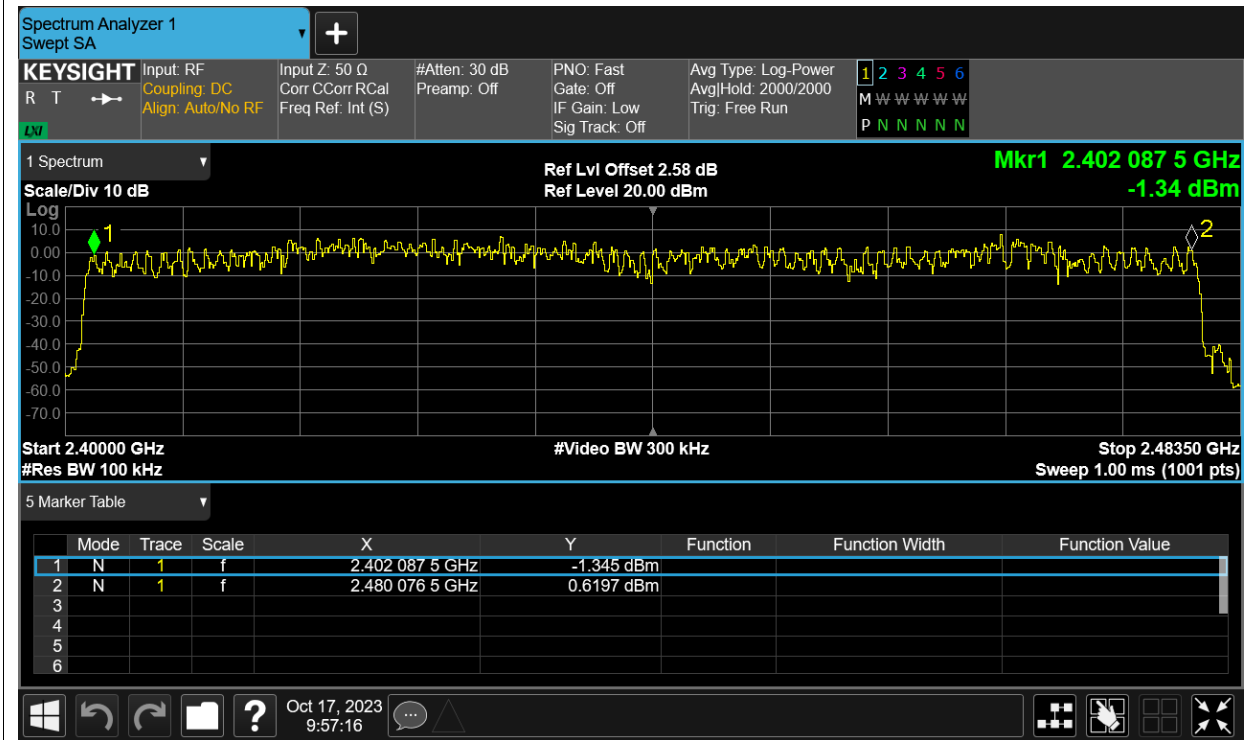 Spectrum Analyzer 1
Swept SA
+
KEYSIGHT
R T
LXI
Input: RF
Coupling: DC
Align: Auto/No RF
Input Z: 50 Ω
Corr CCorr RCal
Freq Ref: Int (S)
#Atten: 30 dB
Preamp: Off
PNO: Fast
Gate: Off
IF Gain: Low
Sig Track: Off
Avg Type: Log-Power
Avg|Hold: 2000/2000
Trig: Free Run
1 2 3 4 5 6
M W W W W W W
P N N N N N N
1 Spectrum
Scale/Div 10 dB
Ref Lvl Offset 2.58 dB
Ref Level 20.00 dBm
Mkr1 2.402 087 5 GHz
-1.34 dBm
Log
10.0
0.00
-10.0
-20.0
-30.0
-40.0
-50.0
-60.0
-70.0
1
2
Start 2.40000 GHz
#Video BW 300 kHz
Stop 2.48350 GHz
#Res BW 100 kHz
Sweep 1.00 ms (1001 pts)
5 Marker Table
Mode Trace Scale X Y Function Function Width Function Value
1 N 1 f 2.402 087 5 GHz -1.345 dBm
2 N 1 f 2.480 076 5 GHz 0.6197 dBm
3
4
5
6
?
Oct 17, 2023
9:57:16